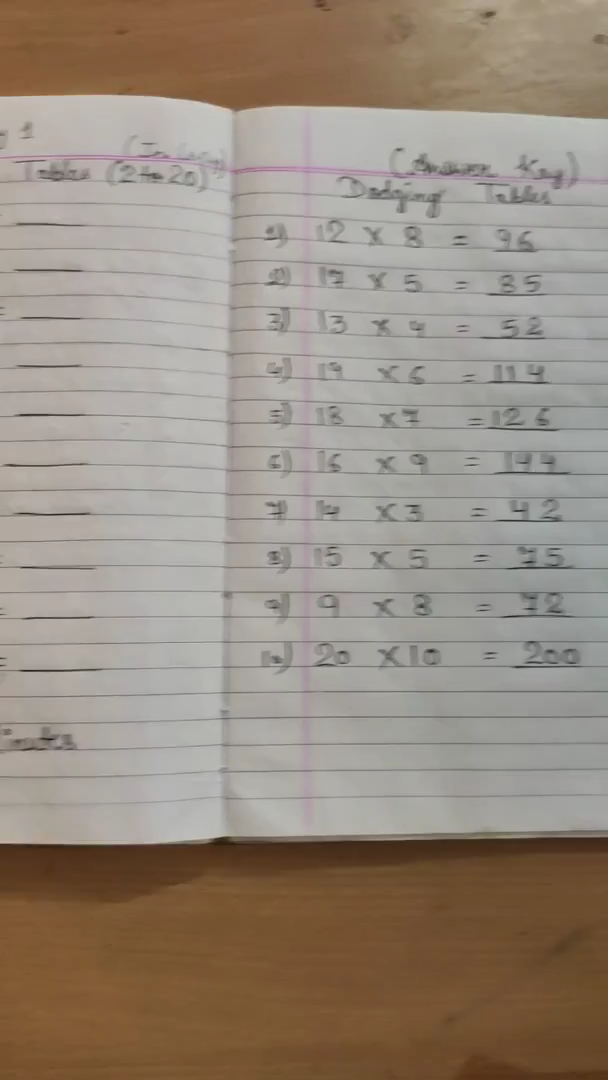 1
Tables (2 to 20)
(Answer Key)
Dodging Tables
1) 12 × 8 = 96
2) 17 × 5 = 85
3) 13 × 4 = 52
4) 19 × 6 = 114
5) 18 × 7 = 126
6) 16 × 9 = 144
7) 14 × 3 = 42
8) 15 × 5 = 75
9) 9 × 8 = 72
10) 20 × 10 = 200